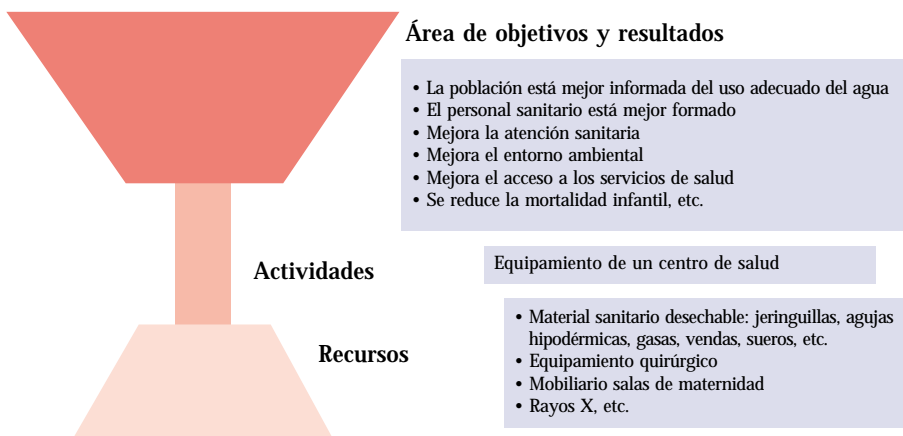 Área de objetivos y resultados
• La población está mejor informada del uso adecuado del agua
• El personal sanitario está mejor formado
• Mejora la atención sanitaria
• Mejora el entorno ambiental
• Mejora el acceso a los servicios de salud
• Se reduce la mortalidad infantil, etc.
Actividades
Equipamiento de un centro de salud
Recursos
• Material sanitario desechable: jeringuillas, agujas
hipodérmicas, gasas, vendas, sueros, etc.
• Equipamiento quirúrgico
• Mobiliario salas de maternidad
• Rayos X, etc.